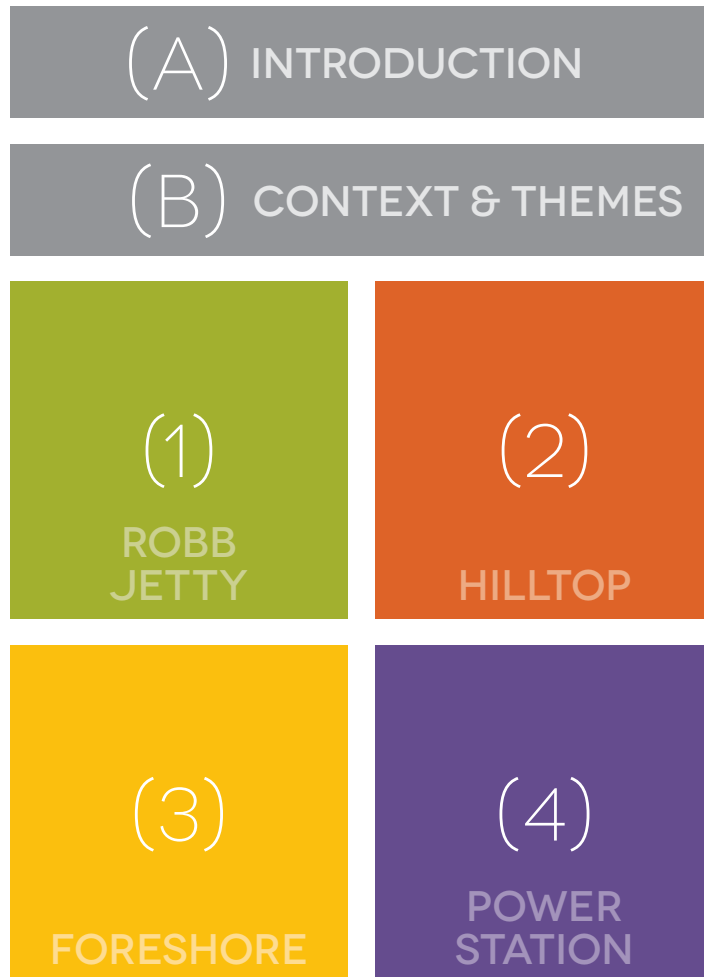 (A) INTRODUCTION
(B) CONTEXT & THEMES
(1)
ROBB
JETTY
(2)
HILLTOP
(3)
FORESHORE
(4)
POWER
STATION